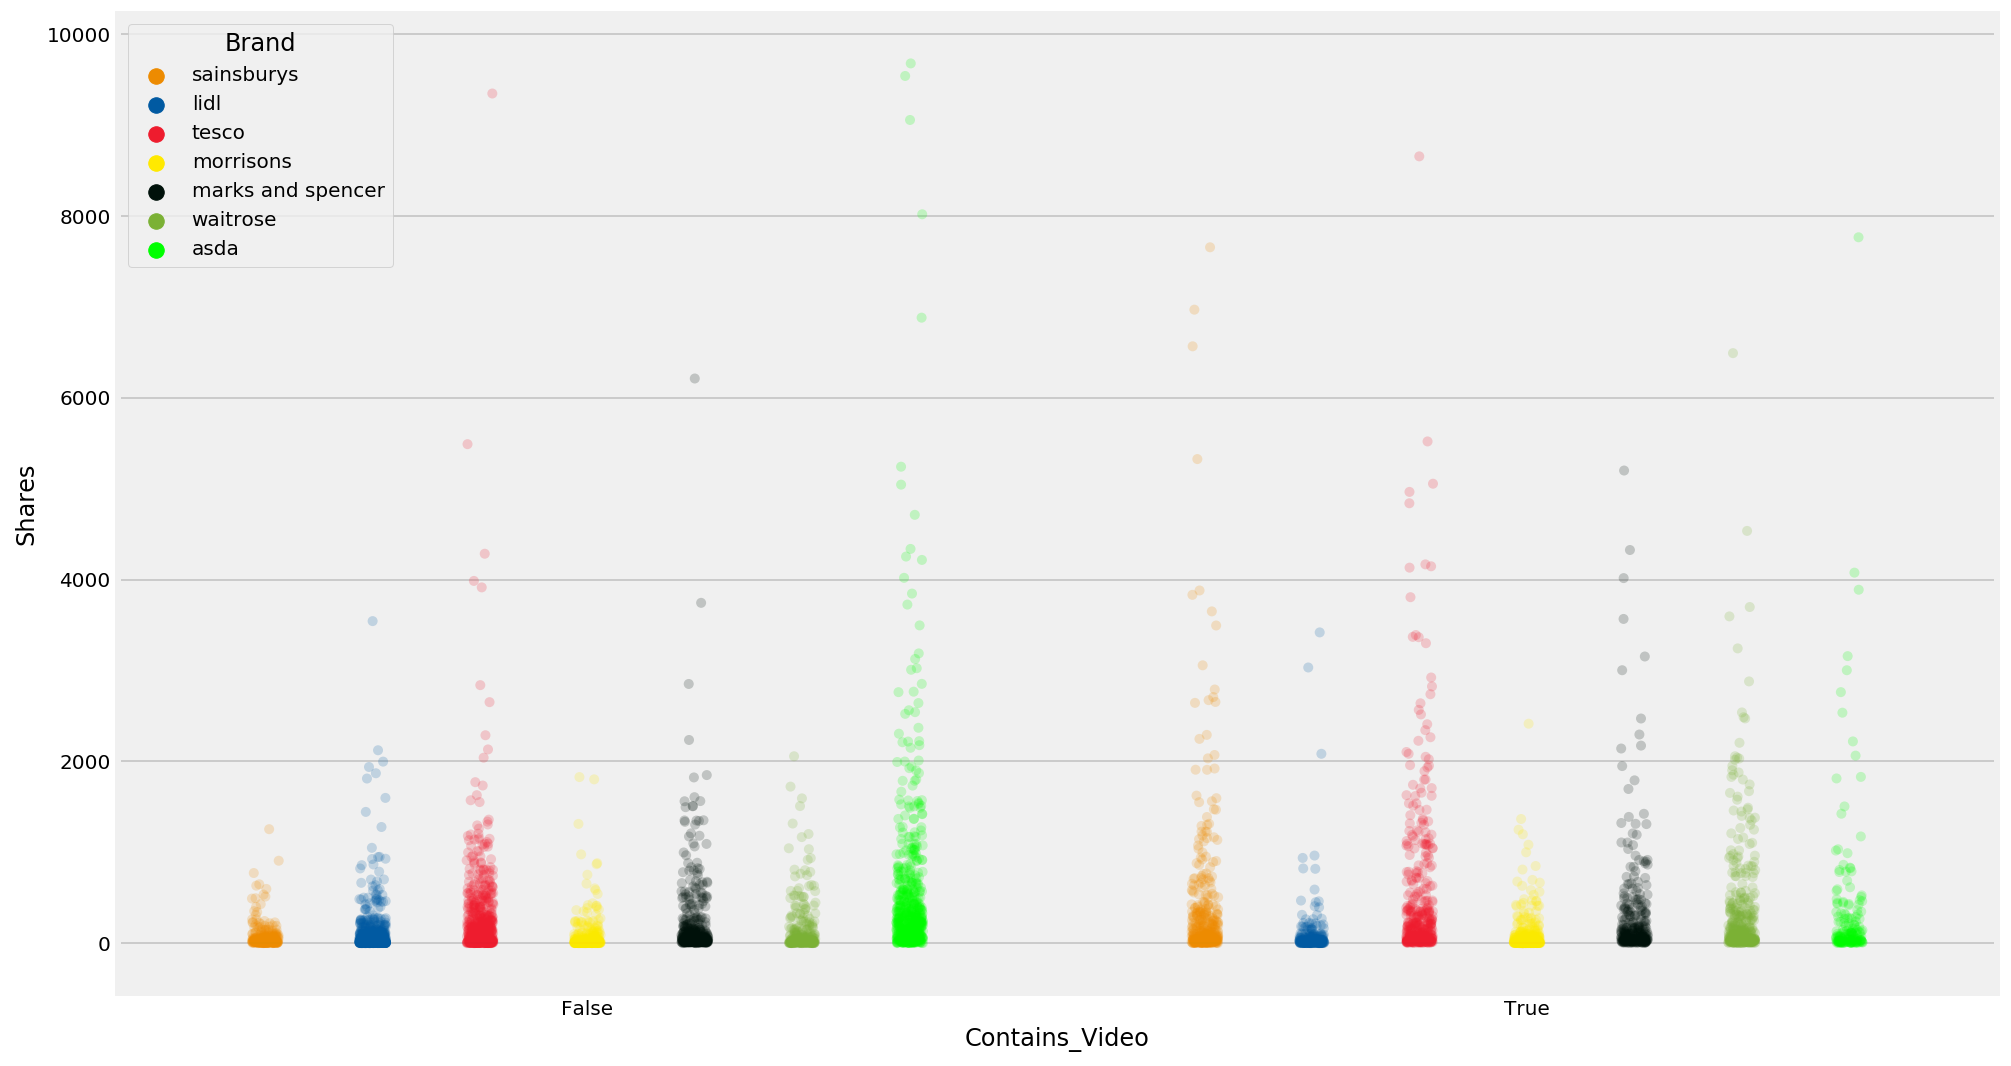 10000
8000
6000
4000
2000
0
Shares
Brand
sainsburys
lidl
tesco
morrisons
marks and spencer
waitrose
asda
False
True
Contains_Video